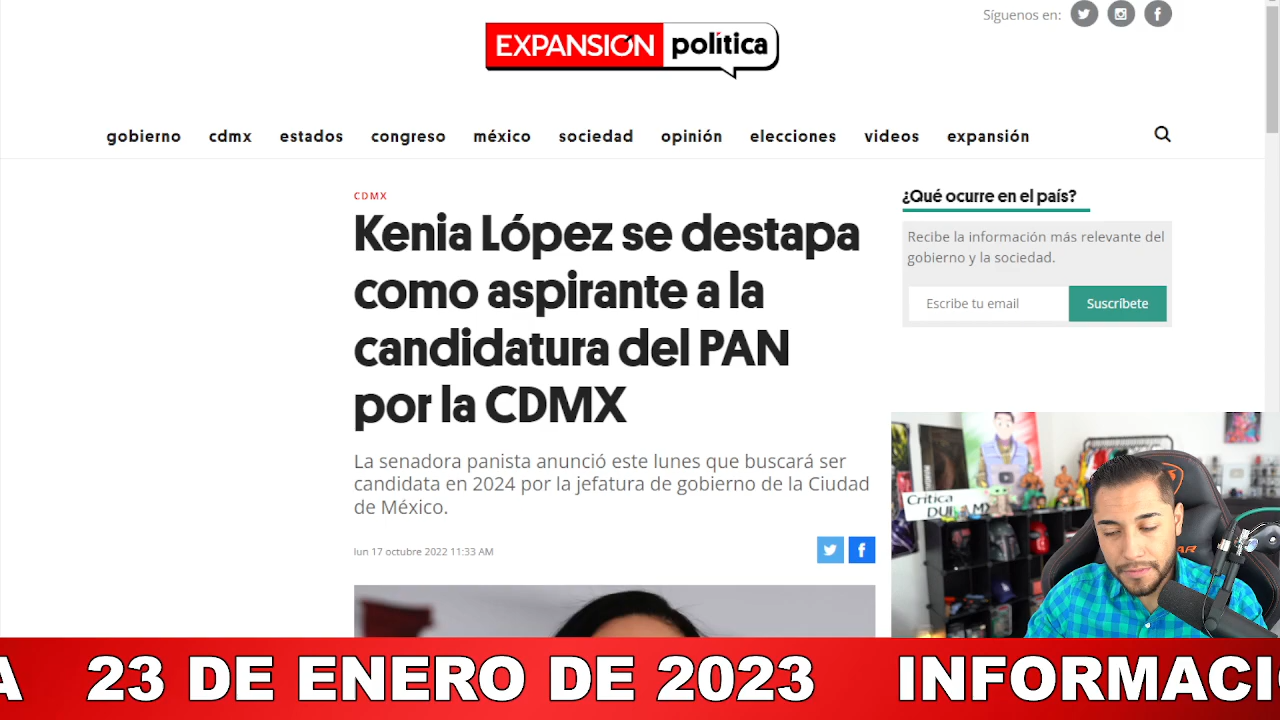 Síguenos en:
EXPANSIÓN política
gobierno cdmx estados congreso méxico sociedad opinión elecciones videos expansión
CDMX
Kenia López se destapa
como aspirante a la
candidatura del PAN
por la CDMX
La senadora panista anunció este lunes que buscará ser
candidata en 2024 por la jefatura de gobierno de la Ciudad
de México.
lun 17 octubre 2022 11:33 AM
¿Qué ocurre en el país?
Recibe la información más relevante del
gobierno y la sociedad.
Escribe tu email Suscríbete
Crítica
A 23 DE ENERO DE 2023 INFORMACI